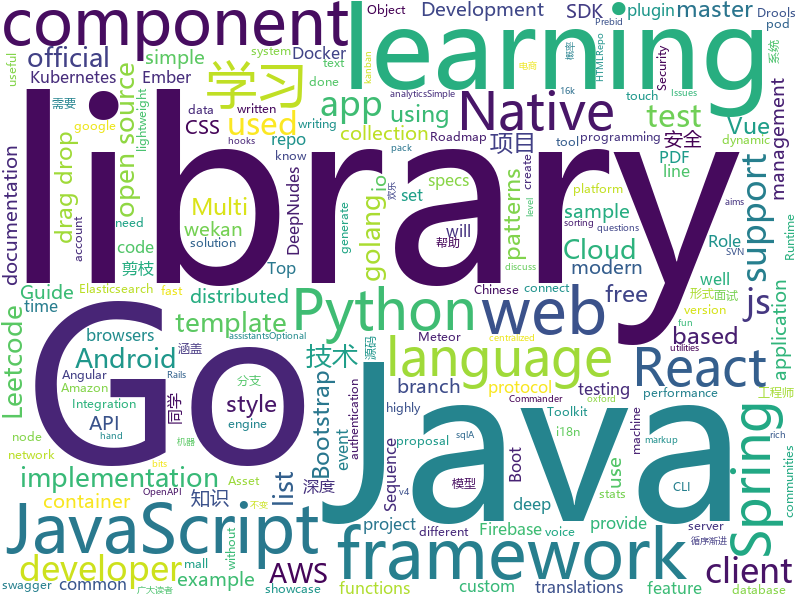 component
learning
Object
Development
SDK
plugin
master
Prebid
Drools
pod
official
simple
Docker
system
useful
Kubernetes
Ember
text
done
kanban
学习
app
using
概率
电商
16k
HTMLRepo
Security
系统
需要
lightweight
css
used
data
written
repo
google
hooks
know
writing
collection
analyticsSimple
Native
touch
Issues
Roadmap
programming
tool
test
Vue
dynamic
management
library
documentation
drag drop
open source
golang
io
项目
安全
PDF
line
JavaScript
Multi
wekan
DeepNudes
set
欢乐
specs
pack
patterns
level
create
platform
will
sample
support
need
account
code
solution
generate
帮助
sorting
questions
Cloud
Role
aims
SVN
Runtime
剪枝
Top
Elasticsearch
fast
Chinese
discuss
connect
modern
well
Guide
time
distributed
Python
web
free
js
形式
面试
version
fun
template
Meteor
centralized
utilities
application
Leetcode
browsers
涵盖
assistantsOptional
Rails
源码
技术
language
React
based
Android
Go
Java
Angular
Amazon
分支
branch
protocol
testing
工程师
performance
Integration
同学
style
Bootstrap
authentication
highly
Commander
oxford
Toolkit
API
node
hand
engine
event
Sequence
proposal
sqlA
i18n
machine
markup
rich
network
机器
implementation
container
list
Boot
模型
use
Spring
communities
bits
OpenAPI
知识
深度
v4
deep
stats
CLI
不变
project
different
Firebase
voice
provide
server
循序渐进
developer
without
framework
client
swagger
common
mall
example
AWS
functions
custom
translations
feature
database
广大读者
showcase